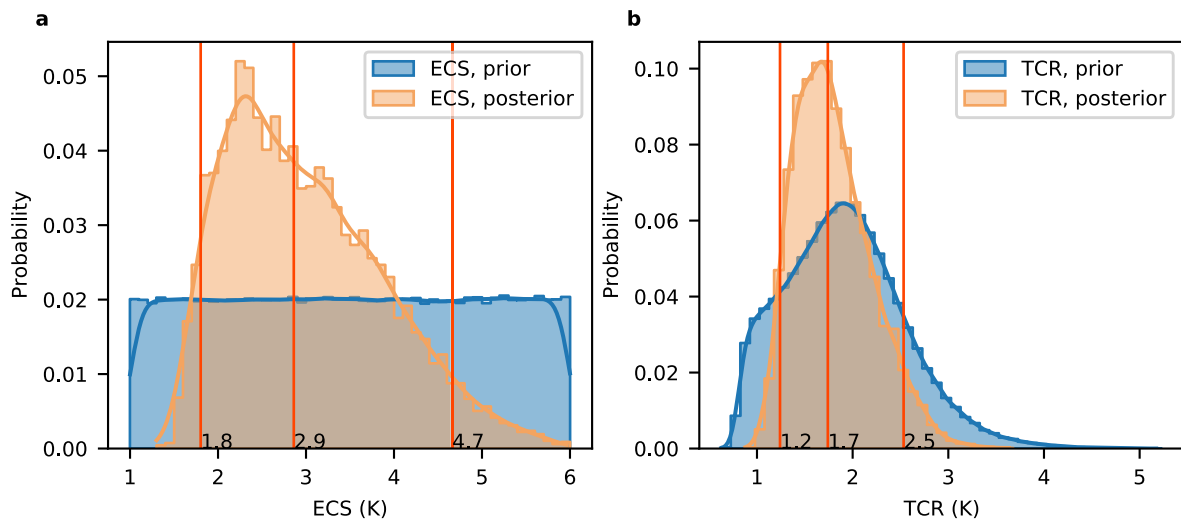 a
ECS, prior
ECS, posterior
Probability
0.05
0.04
0.03
0.02
0.01
0.00
1.8
2.9
4.7
1 2 3 4 5 6
ECS (K)
b
TCR, prior
TCR, posterior
Probability
0.10
0.08
0.06
0.04
0.02
0.00
1.2
1.7
2.5
1 2 3 4 5
TCR (K)